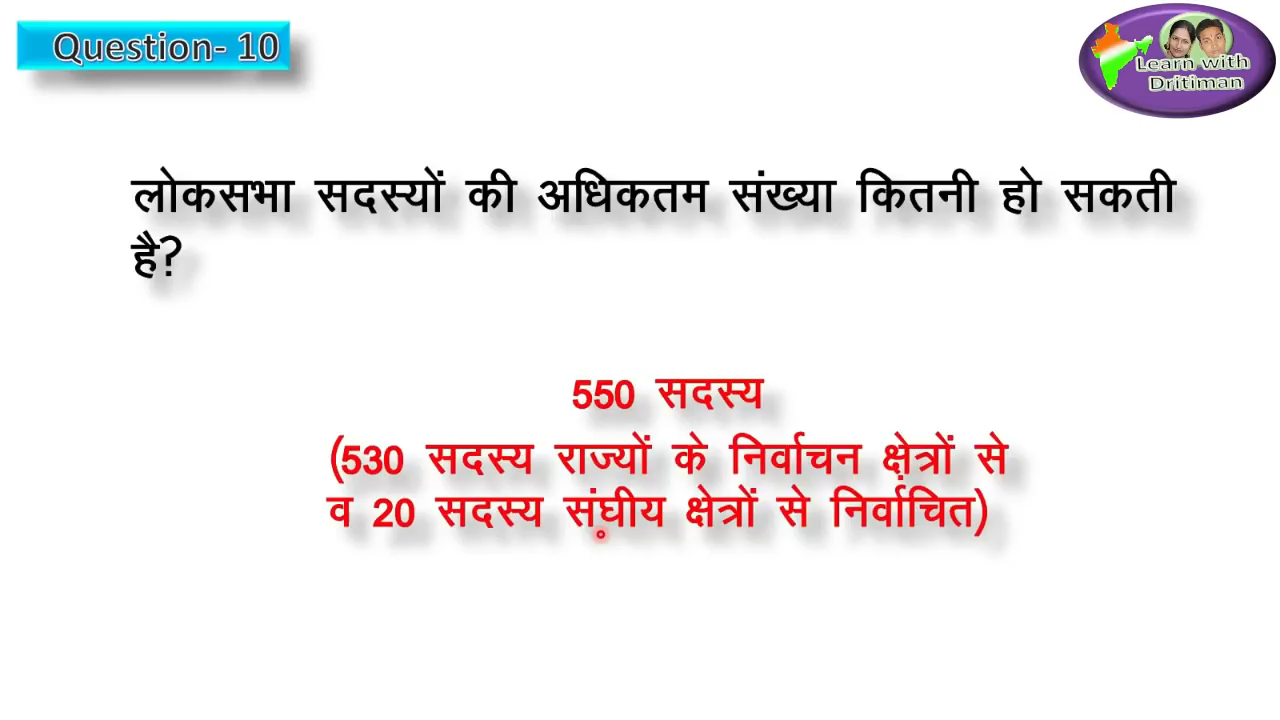 Question- 10
Learn with
Dritiman
लोकसभा सदस्यों की अधिकतम संख्या कितनी हो सकती
है?
550 सदस्य
(530 सदस्य राज्यों के निर्वाचन क्षेत्रों से
व 20 सदस्य संघीय क्षेत्रों से निर्वाचित)